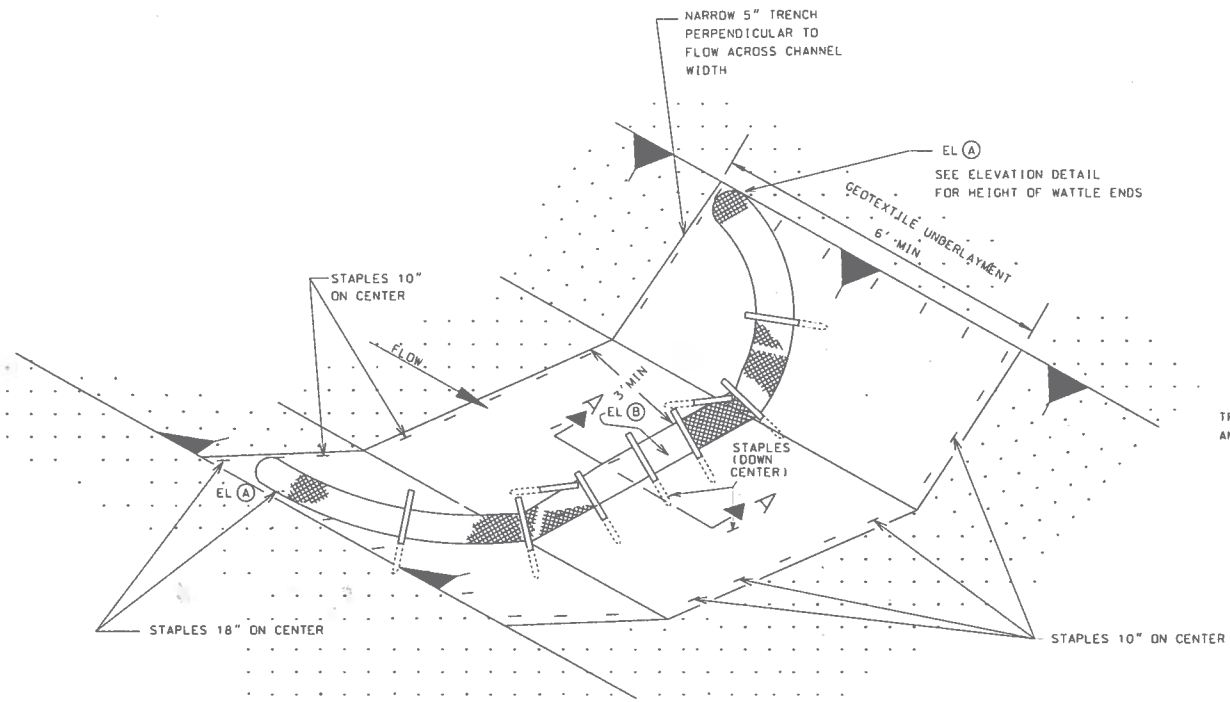 NARROW 5" TRENCH
PERPENDICULAR TO
FLOW ACROSS CHANNEL
WIDTH
EL A
SEE ELEVATION DETAIL
FOR HEIGHT OF WATTLE ENDS
GEOTEXTILE UNDERLAYMENT
6' MIN
STAPLES 10"
ON CENTER
FLOW
3' MIN
A
EL B
STAPLES
(DOWN
CENTER)
A
EL A
STAPLES 18" ON CENTER
STAPLES 10" ON CENTER